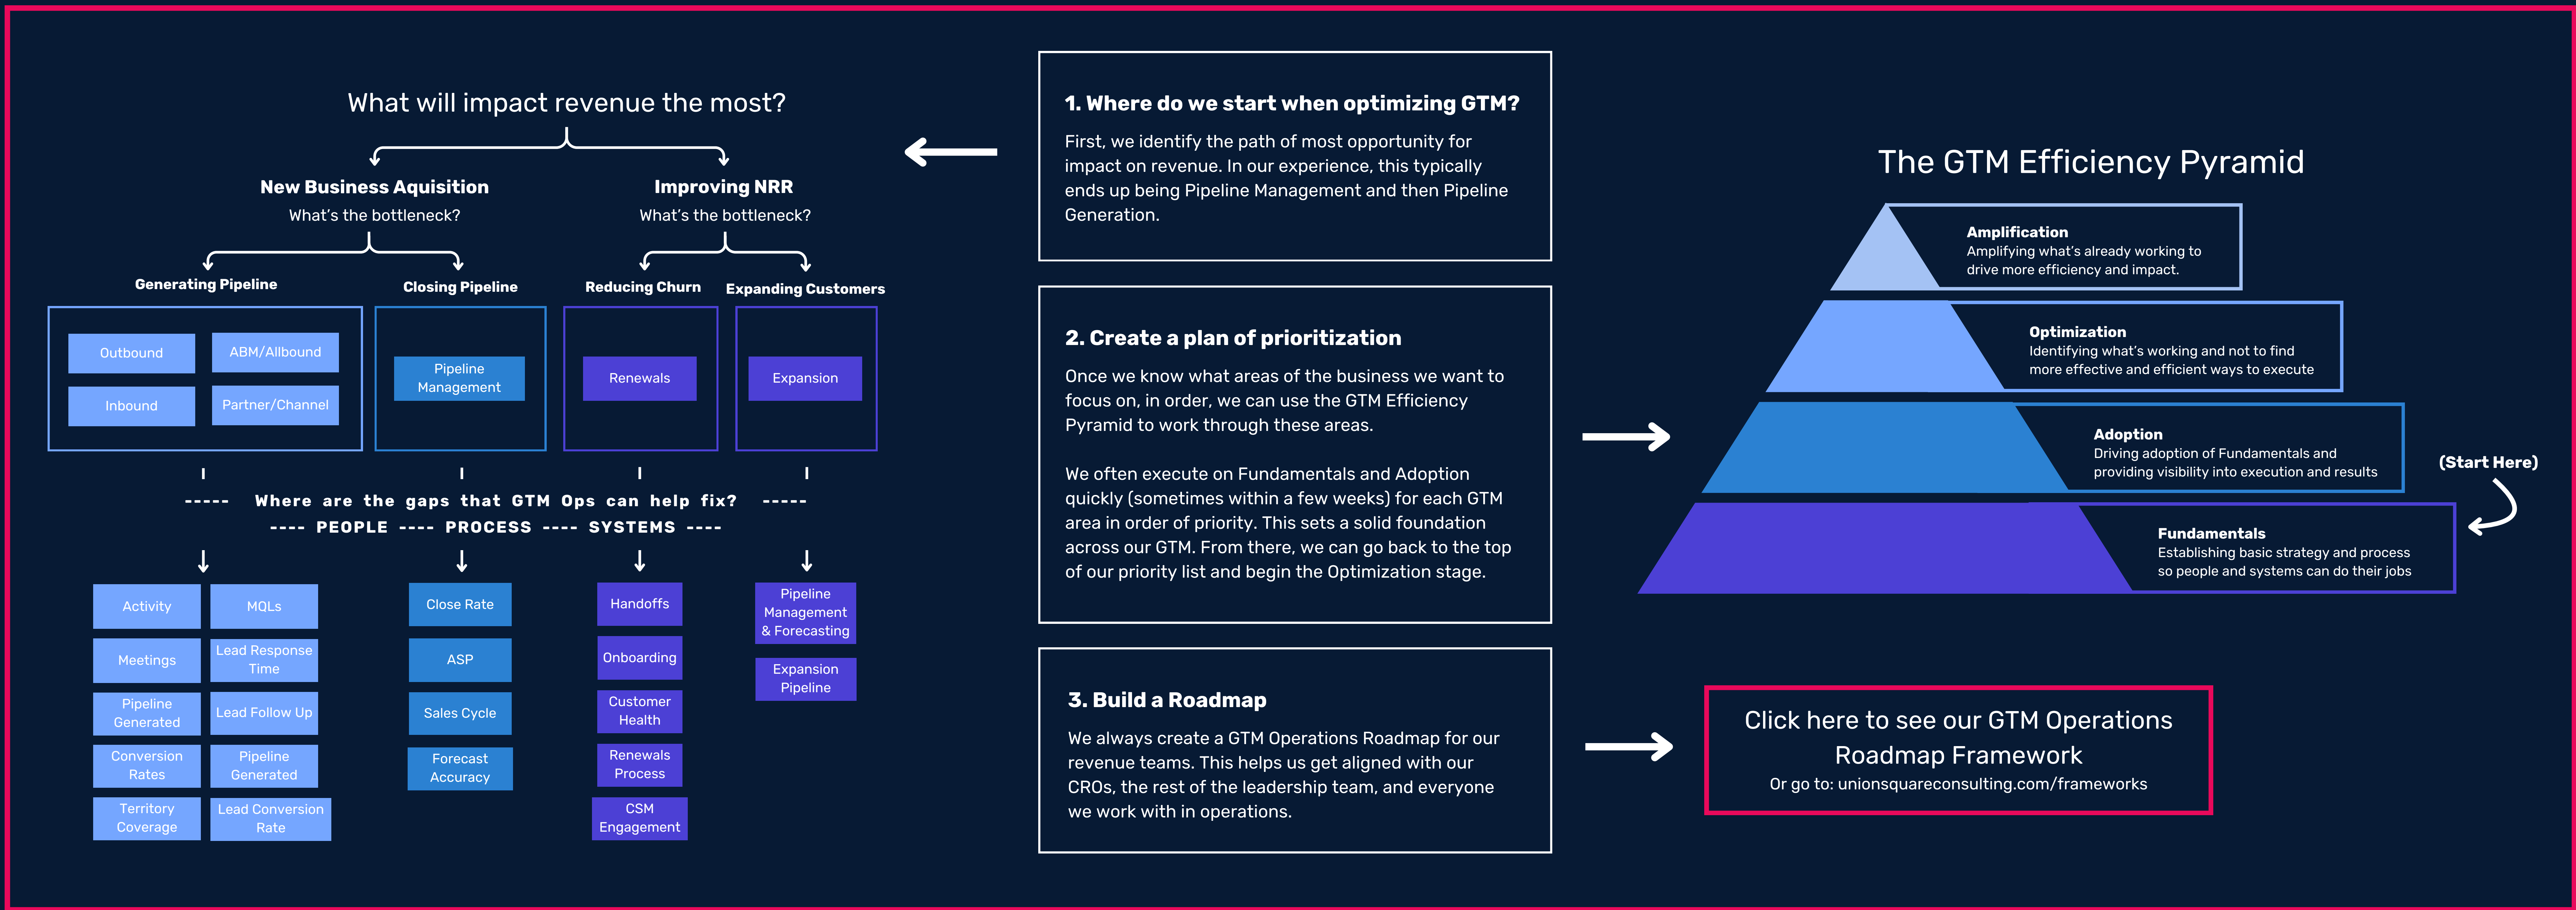 What will impact revenue the most?
New Business Aquisition
What's the bottleneck?
Improving NRR
What's the bottleneck?
Generating Pipeline
Closing Pipeline
Reducing Churn
Expanding Customers
Outbound
ABM/Allbound
Inbound
Partner/Channel
Pipeline
Management
Renewals
Expansion
----- Where are the gaps that GTM Ops can help fix? -----
---- PEOPLE ---- PROCESS ---- SYSTEMS ----
Activity
Meetings
Pipeline
Generated
Conversion
Rates
Territory
Coverage
MQLs
Lead Response
Time
Lead Follow Up
Pipeline
Generated
Lead Conversion
Rate
Close Rate
ASP
Sales Cycle
Forecast
Accuracy
Handoffs
Onboarding
Customer
Health
Renewals
Process
CSM
Engagement
Pipeline
Management
& Forecasting
Expansion
Pipeline
1. Where do we start when optimizing GTM?
First, we identify the path of most opportunity for
impact on revenue. In our experience, this typically
ends up being Pipeline Management and then Pipeline
Generation.
2. Create a plan of prioritization
Once we know what areas of the business we want to
focus on, in order, we can use the GTM Efficiency
Pyramid to work through these areas.
We often execute on Fundamentals and Adoption
quickly (sometimes within a few weeks) for each GTM
area in order of priority. This sets a solid foundation
across our GTM. From there, we can go back to the top
of our priority list and begin the Optimization stage.
3. Build a Roadmap
We always create a GTM Operations Roadmap for our
revenue teams. This helps us get aligned with our
CROs, the rest of the leadership team, and everyone
we work with in operations.
The GTM Efficiency Pyramid
Amplification
Amplifying what's already working to
drive more efficiency and impact.
Optimization
Identifying what's working and not to find
more effective and efficient ways to execute
Adoption
Driving adoption of Fundamentals and
providing visibility into execution and results
(Start Here)
Fundamentals
Establishing basic strategy and process
so people and systems can do their jobs
Click here to see our GTM Operations
Roadmap Framework
Or go to: unionsquareconsulting.com/frameworks